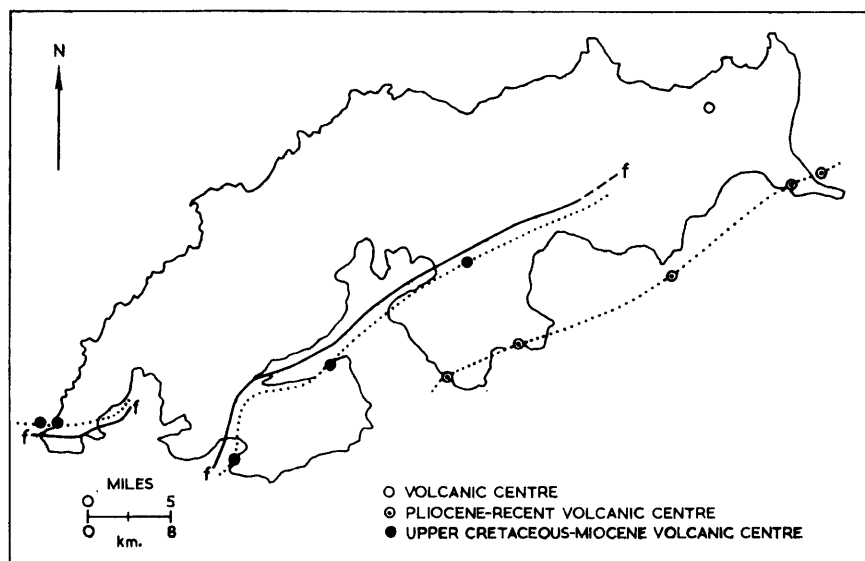 N
f
f
f
f
MILES
0 5
0 8
km.
VOLCANIC CENTRE
PLIOCENE-RECENT VOLCANIC CENTRE
UPPER CRETACEOUS-MIOCENE VOLCANIC CENTRE